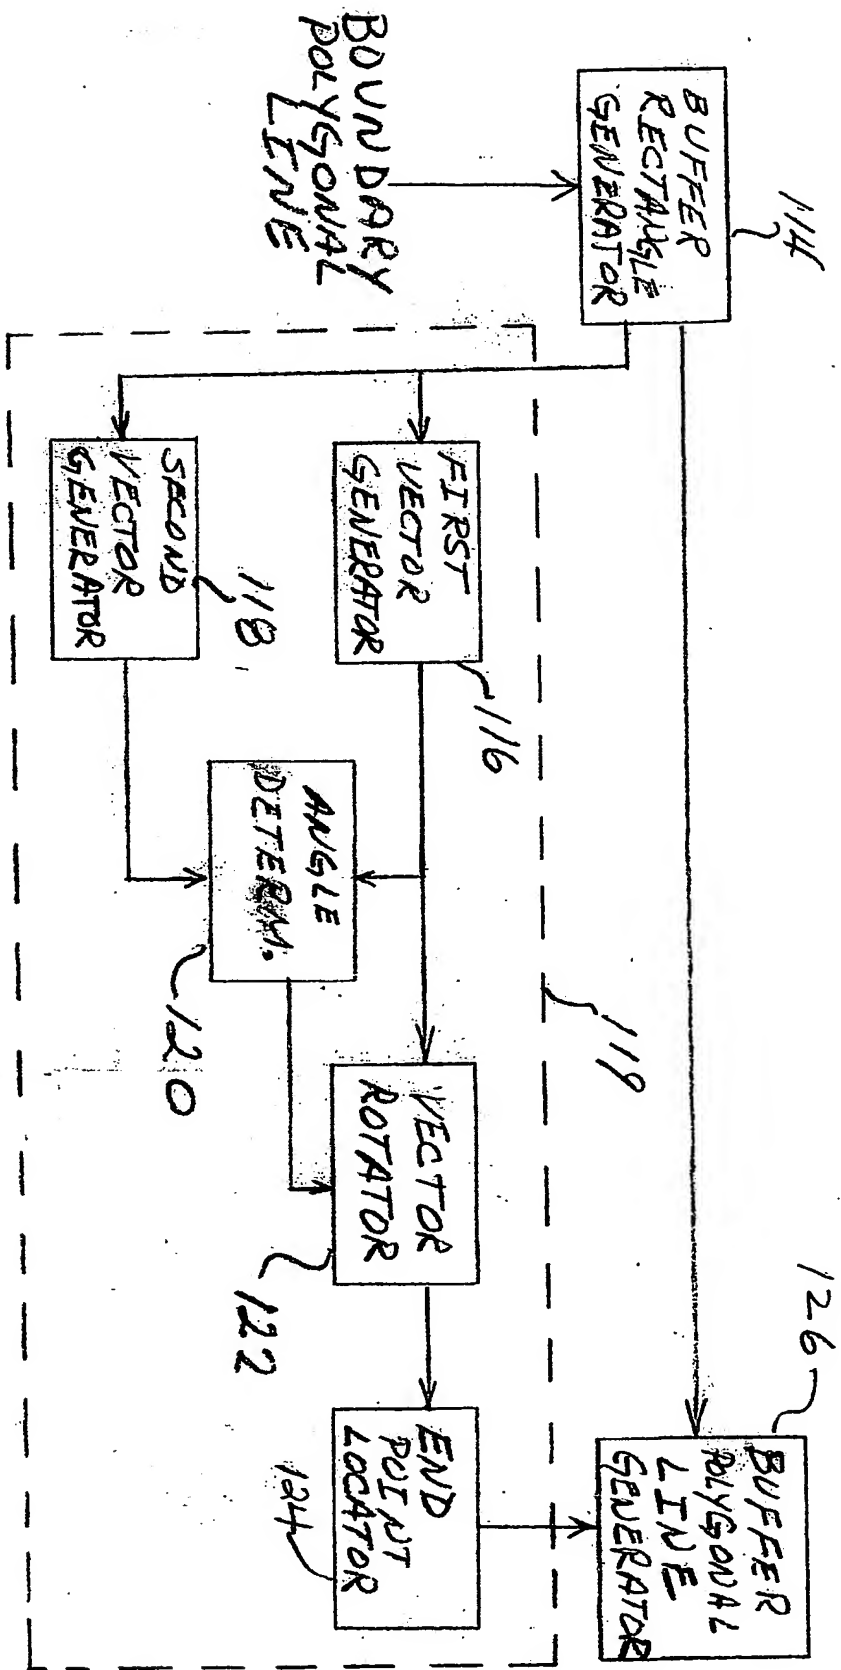 BUFFER
RECTANGLE
GENERATOR
114
BOUNDARY
POLYGONAL
LINE
FIRST
VECTOR
GENERATOR
116
SECOND
VECTOR
GENERATOR
118
ANGLE
DETERM.
120
119
VECTOR
ROTATOR
122
END
POINT
LOCATOR
124
126
BUFFER
POLYGONAL
LINE
GENERATOR